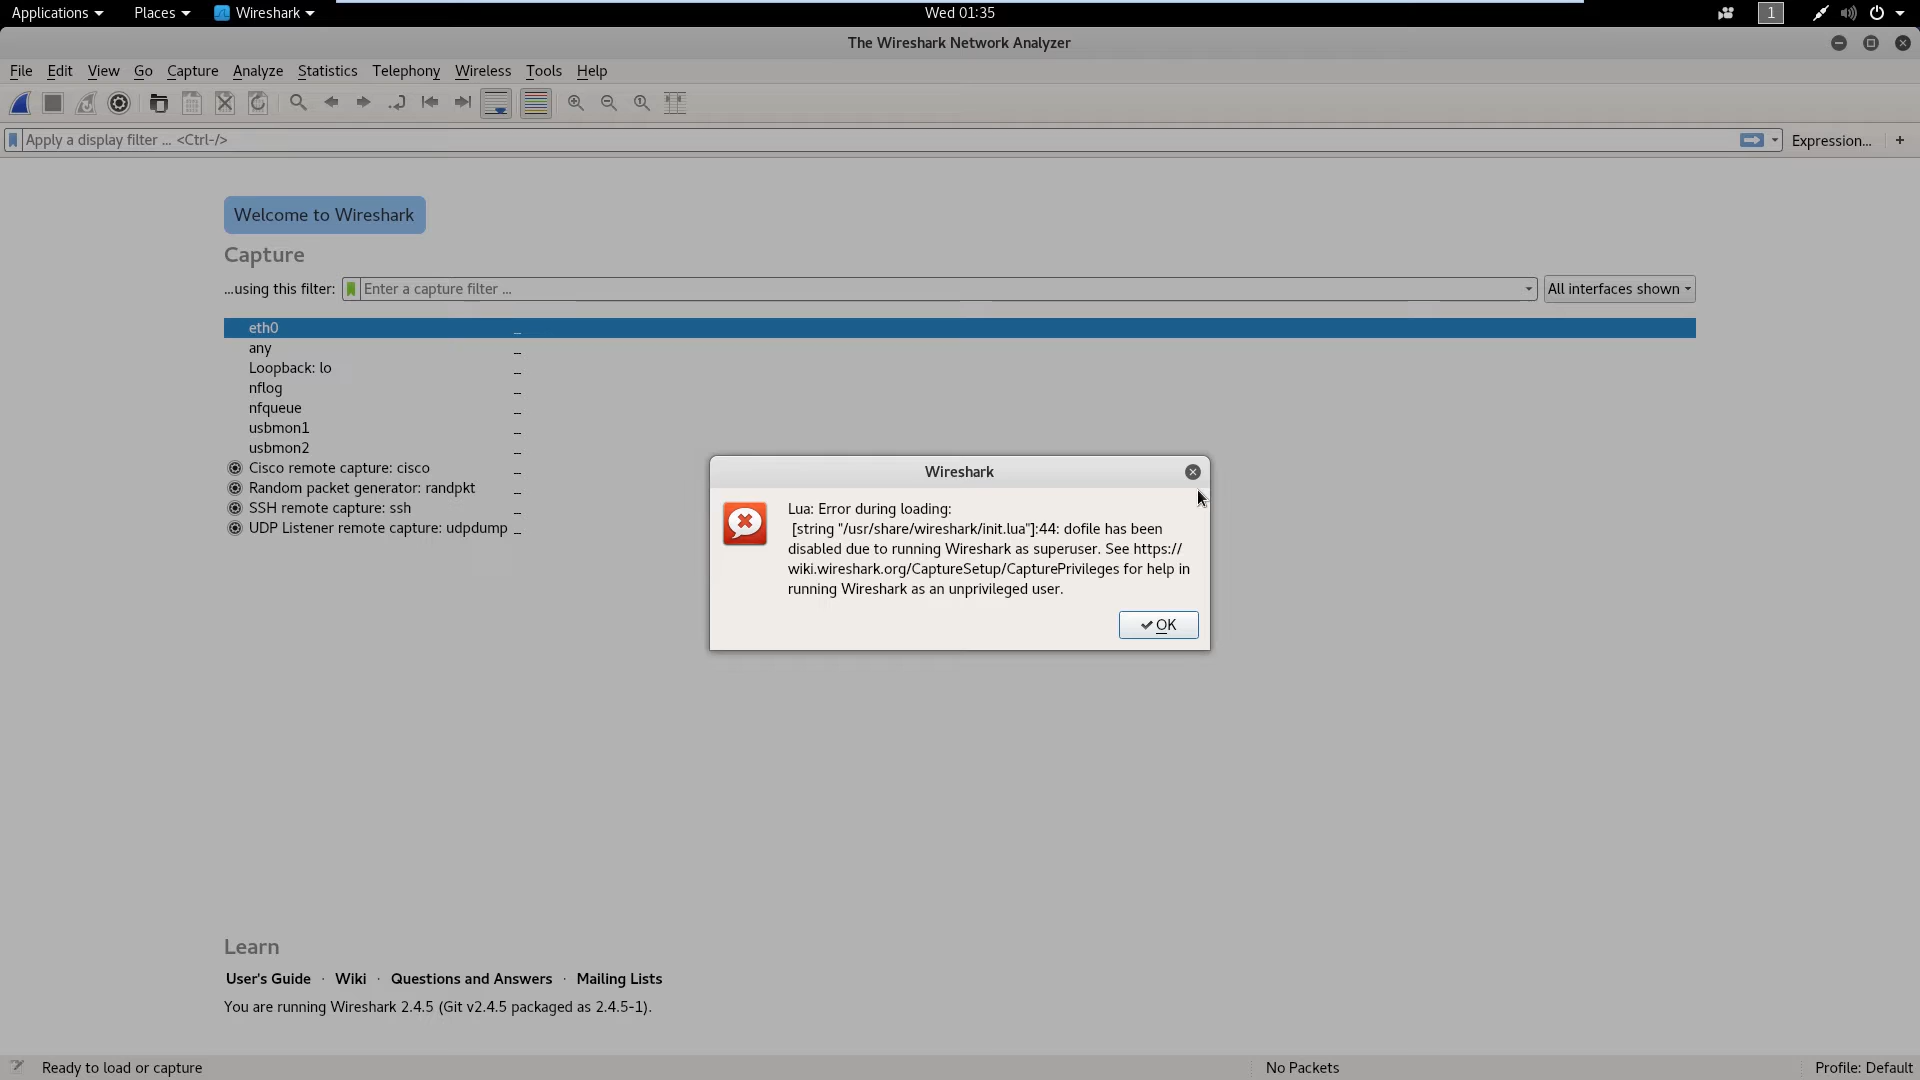 Applications Places Wireshark Wed 01:35 1
The Wireshark Network Analyzer
File Edit View Go Capture Analyze Statistics Telephony Wireless Tools Help
Apply a display filter ... <Ctrl-/> Expression... +
Welcome to Wireshark
Capture
...using this filter: Enter a capture filter ... All interfaces shown
eth0 _
any _
Loopback: lo _
nflog _
nfqueue _
usbmon1 _
usbmon2 _
Cisco remote capture: cisco _
Random packet generator: randpkt _
SSH remote capture: ssh _
UDP Listener remote capture: udpdump _
Wireshark
Lua: Error during loading:
[string "/usr/share/wireshark/init.lua"]:44: dofile has been
disabled due to running Wireshark as superuser. See https://
wiki.wireshark.org/CaptureSetup/CapturePrivileges for help in
running Wireshark as an unprivileged user.
OK
Learn
User's Guide · Wiki · Questions and Answers · Mailing Lists
You are running Wireshark 2.4.5 (Git v2.4.5 packaged as 2.4.5-1).
Ready to load or capture No Packets Profile: Default